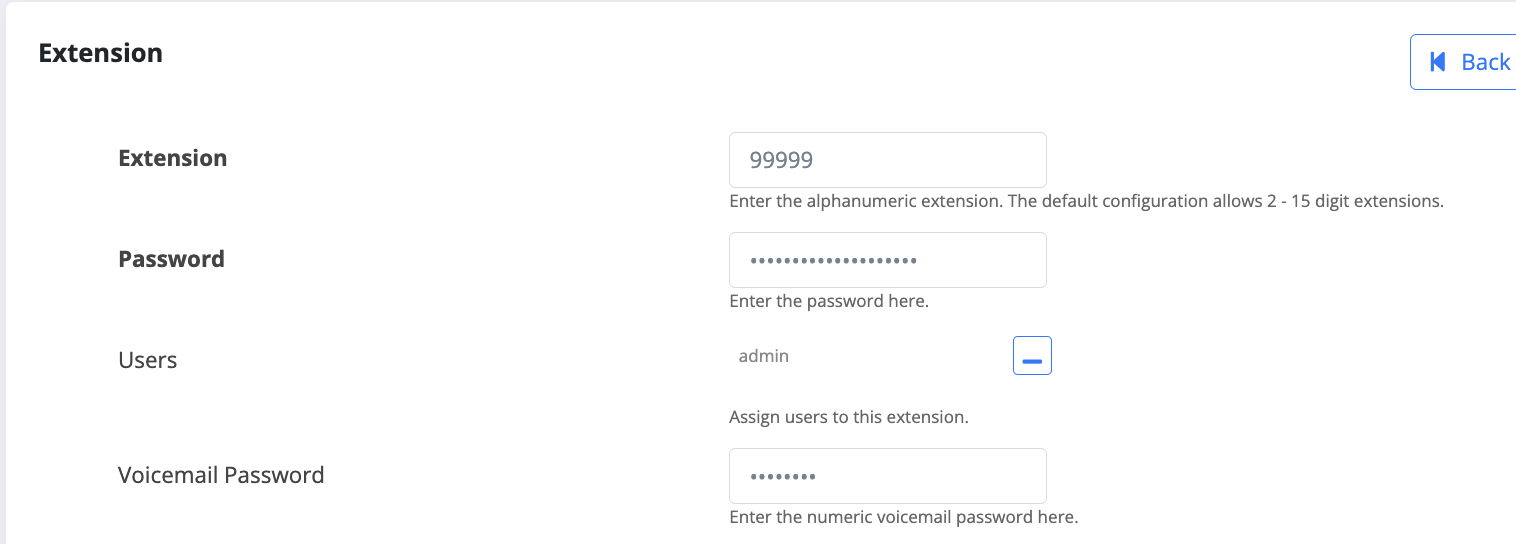 Extension
Back
Extension
99999
Enter the alphanumeric extension. The default configuration allows 2 - 15 digit extensions.
Password
••••••••••••••••••••
Enter the password here.
Users
admin
Assign users to this extension.
Voicemail Password
••••••••
Enter the numeric voicemail password here.